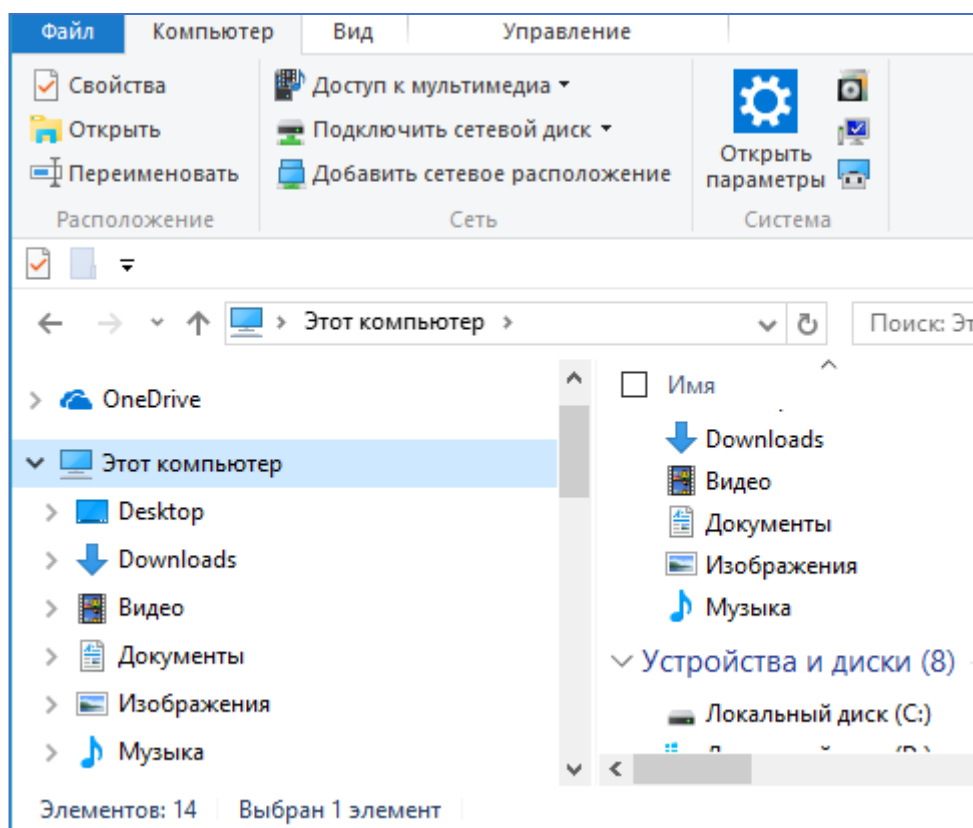 Файл Компьютер Вид Управление
Свойства
Открыть
Переименовать
Расположение
Доступ к мультимедиа
Подключить сетевой диск
Добавить сетевое расположение
Сеть
Открыть
параметры
Система
Этот компьютер
Поиск: Эт
OneDrive
Этот компьютер
Desktop
Downloads
Видео
Документы
Изображения
Музыка
Имя
Downloads
Видео
Документы
Изображения
Музыка
Устройства и диски (8)
Локальный диск (C:)
Элементов: 14 Выбран 1 элемент